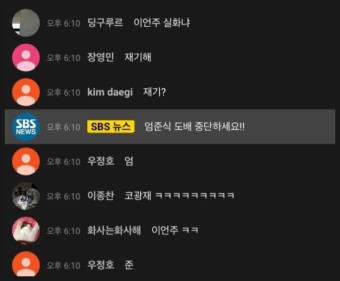 오후 6:10 딩구루르 이언주 실화냐
오후 6:10 장영민 재기해
오후 6:10 kim daegi 재기?
SBS NEWS 오후 6:10 SBS 뉴스 엄준식 도배 중단하세요!!
오후 6:10 우정호 엄
오후 6:10 이종찬 코광재 ㅋㅋㅋㅋㅋㅋㅋㅋㅋ
오후 6:10 화사는화사해 이언주 ㅋㅋ
오후 6:10 우정호 준